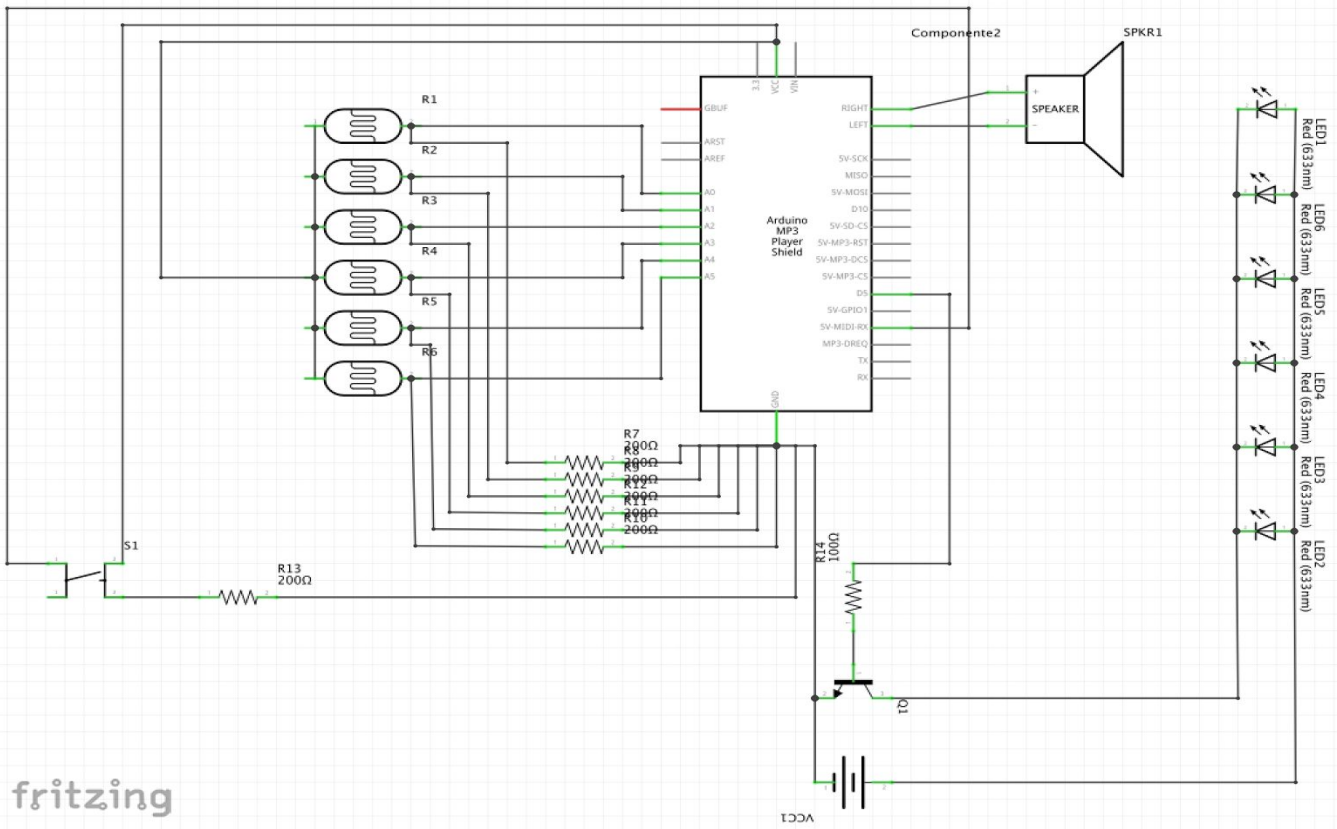 Componente2
SPKR1
3.3
VCC
VIN
GBUF
ARST
AREF
A0
A1
A2
A3
A4
A5
Arduino
MP3
Player
Shield
RIGHT
LEFT
5V-SCK
MISO
5V-MOSI
D10
5V-SD-CS
5V-MP3-RST
5V-MP3-DCS
5V-MP3-CS
D5
5V-GPIO1
5V-MIDI-RX
MP3-DREQ
TX
RX
GND
SPEAKER
+
-
R1
R2
R3
R4
R5
R6
LED1
Red (633nm)
LED6
Red (633nm)
LED5
Red (633nm)
LED4
Red (633nm)
LED3
Red (633nm)
LED2
Red (633nm)
R7
200Ω
R8
200Ω
R9
200Ω
R12
200Ω
R11
200Ω
R10
200Ω
S1
R13
200Ω
R14
100Ω
Q1
VCC1
fritzing